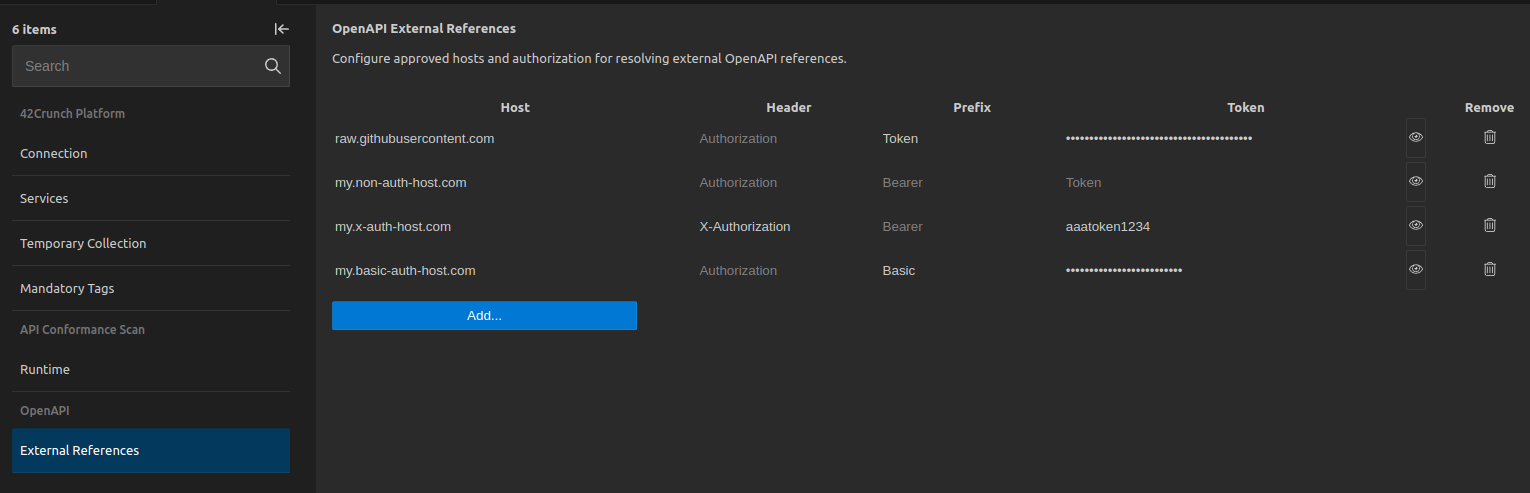 6 items
Search
42Crunch Platform
Connection
Services
Temporary Collection
Mandatory Tags
API Conformance Scan
Runtime
OpenAPI
External References
OpenAPI External References
Configure approved hosts and authorization for resolving external OpenAPI references.
Host Header Prefix Token Remove
raw.githubusercontent.com Authorization Token ••••••••••••••••••••••••••••••••••••••••
my.non-auth-host.com Authorization Bearer Token
my.x-auth-host.com X-Authorization Bearer aaatoken1234
my.basic-auth-host.com Authorization Basic •••••••••••••••••••••••••
Add...